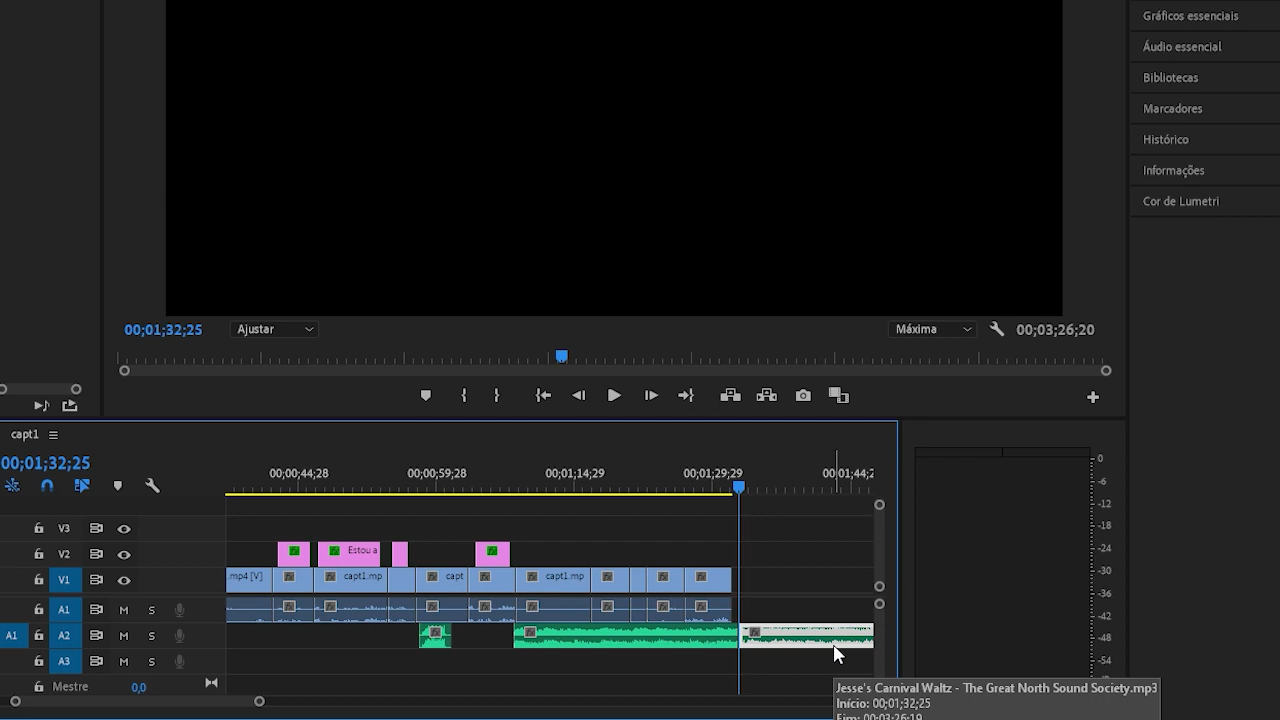 Gráficos essenciais
Áudio essencial
Bibliotecas
Marcadores
Histórico
Informações
Cor de Lumetri
00;01;32;25
Ajustar
Máxima
00;03;26;20
capt1
00;01;32;25
00;00;44;28
00;00;59;28
00;01;14;29
00;01;29;29
00;01;44;2
V3
V2
Estou a
V1
.mp4 [V]
capt1.mp
capt
capt1.mp
A1
M
S
A1
A2
M
S
A3
M
S
Mestre
0,0
0
-6
-12
-18
-24
-30
-36
-42
-48
-54
Jesse's Carnival Waltz - The Great North Sound Society.mp3
Início: 00;01;32;25
Fim: 00;03;26;19